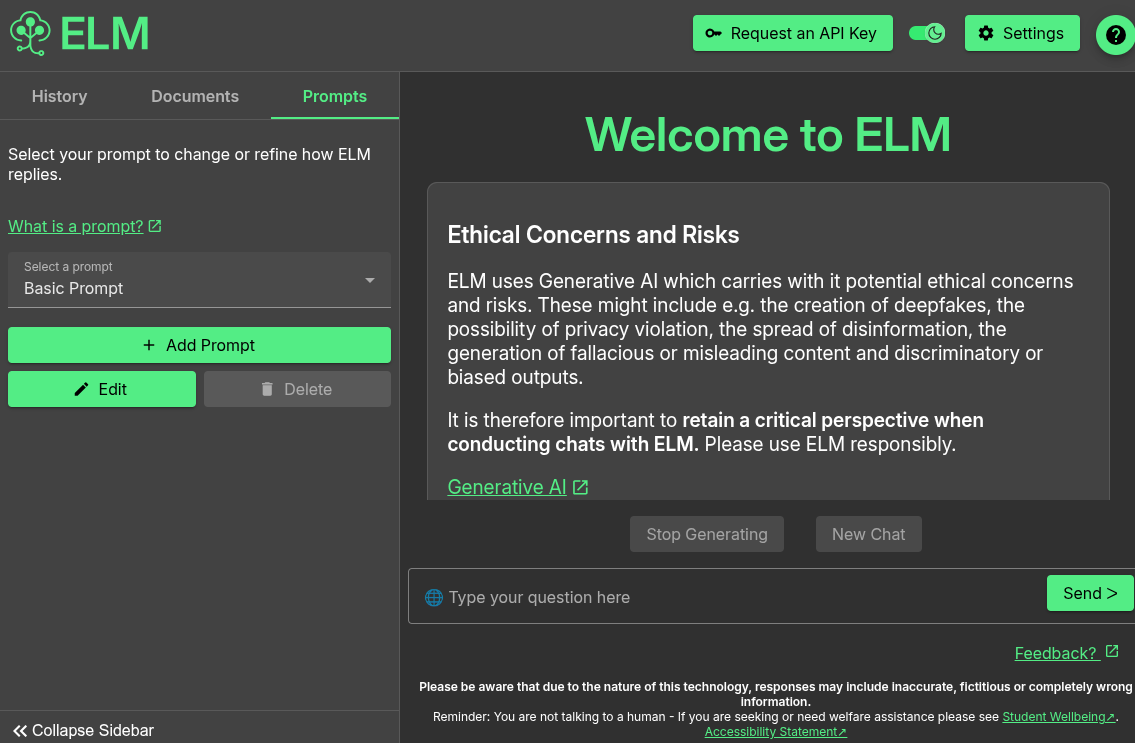 ELM
Request an API Key
Settings
History
Documents
Prompts
Select your prompt to change or refine how ELM
replies.
What is a prompt?
Select a prompt
Basic Prompt
+ Add Prompt
Edit
Delete
Collapse Sidebar
Welcome to ELM
Ethical Concerns and Risks
ELM uses Generative AI which carries with it potential ethical concerns
and risks. These might include e.g. the creation of deepfakes, the
possibility of privacy violation, the spread of disinformation, the
generation of fallacious or misleading content and discriminatory or
biased outputs.
It is therefore important to retain a critical perspective when
conducting chats with ELM. Please use ELM responsibly.
Generative AI
Stop Generating
New Chat
🌐 Type your question here
Send >
Feedback?
Please be aware that due to the nature of this technology, responses may include inaccurate, fictitious or completely wrong
information.
Reminder: You are not talking to a human - If you are seeking or need welfare assistance please see Student Wellbeing↗.
Accessibility Statement↗